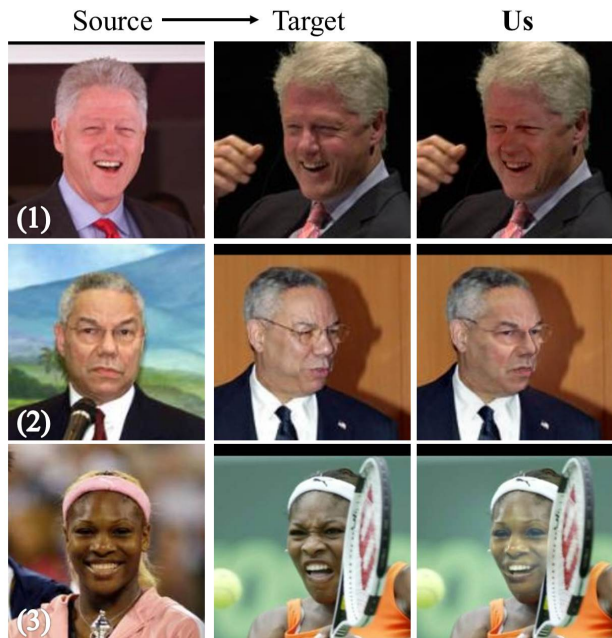 Source → Target Us
(1)
(2)
(3)